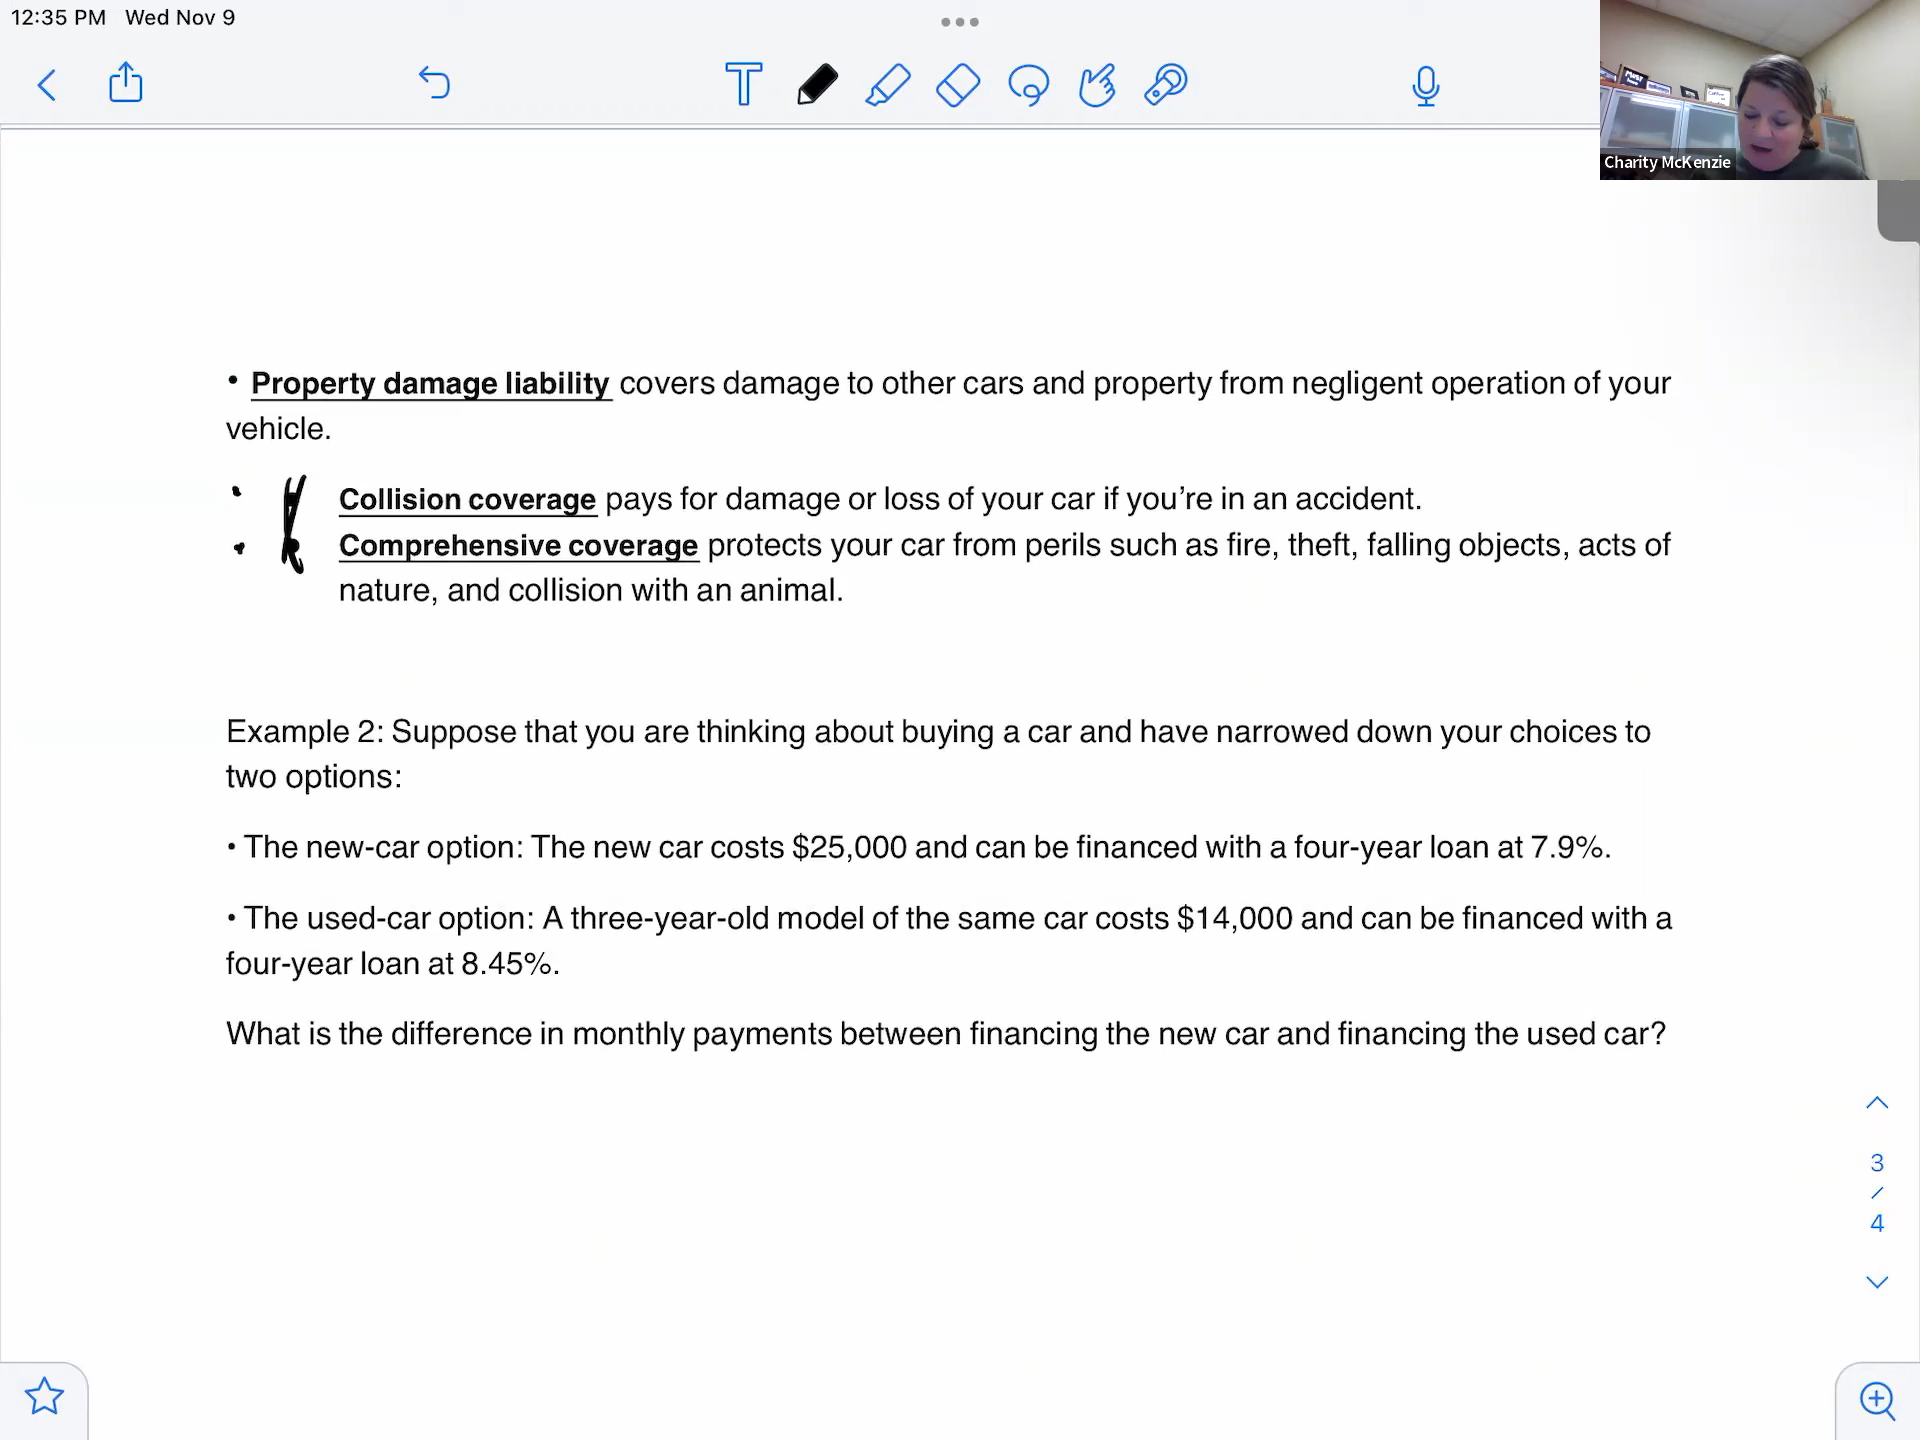 12:35 PM Wed Nov 9
T
Charity McKenzie
• Property damage liability covers damage to other cars and property from negligent operation of your
vehicle.
• Collision coverage pays for damage or loss of your car if you’re in an accident.
• Comprehensive coverage protects your car from perils such as fire, theft, falling objects, acts of
nature, and collision with an animal.
Example 2: Suppose that you are thinking about buying a car and have narrowed down your choices to
two options:
• The new-car option: The new car costs $25,000 and can be financed with a four-year loan at 7.9%.
• The used-car option: A three-year-old model of the same car costs $14,000 and can be financed with a
four-year loan at 8.45%.
What is the difference in monthly payments between financing the new car and financing the used car?
3
/
4